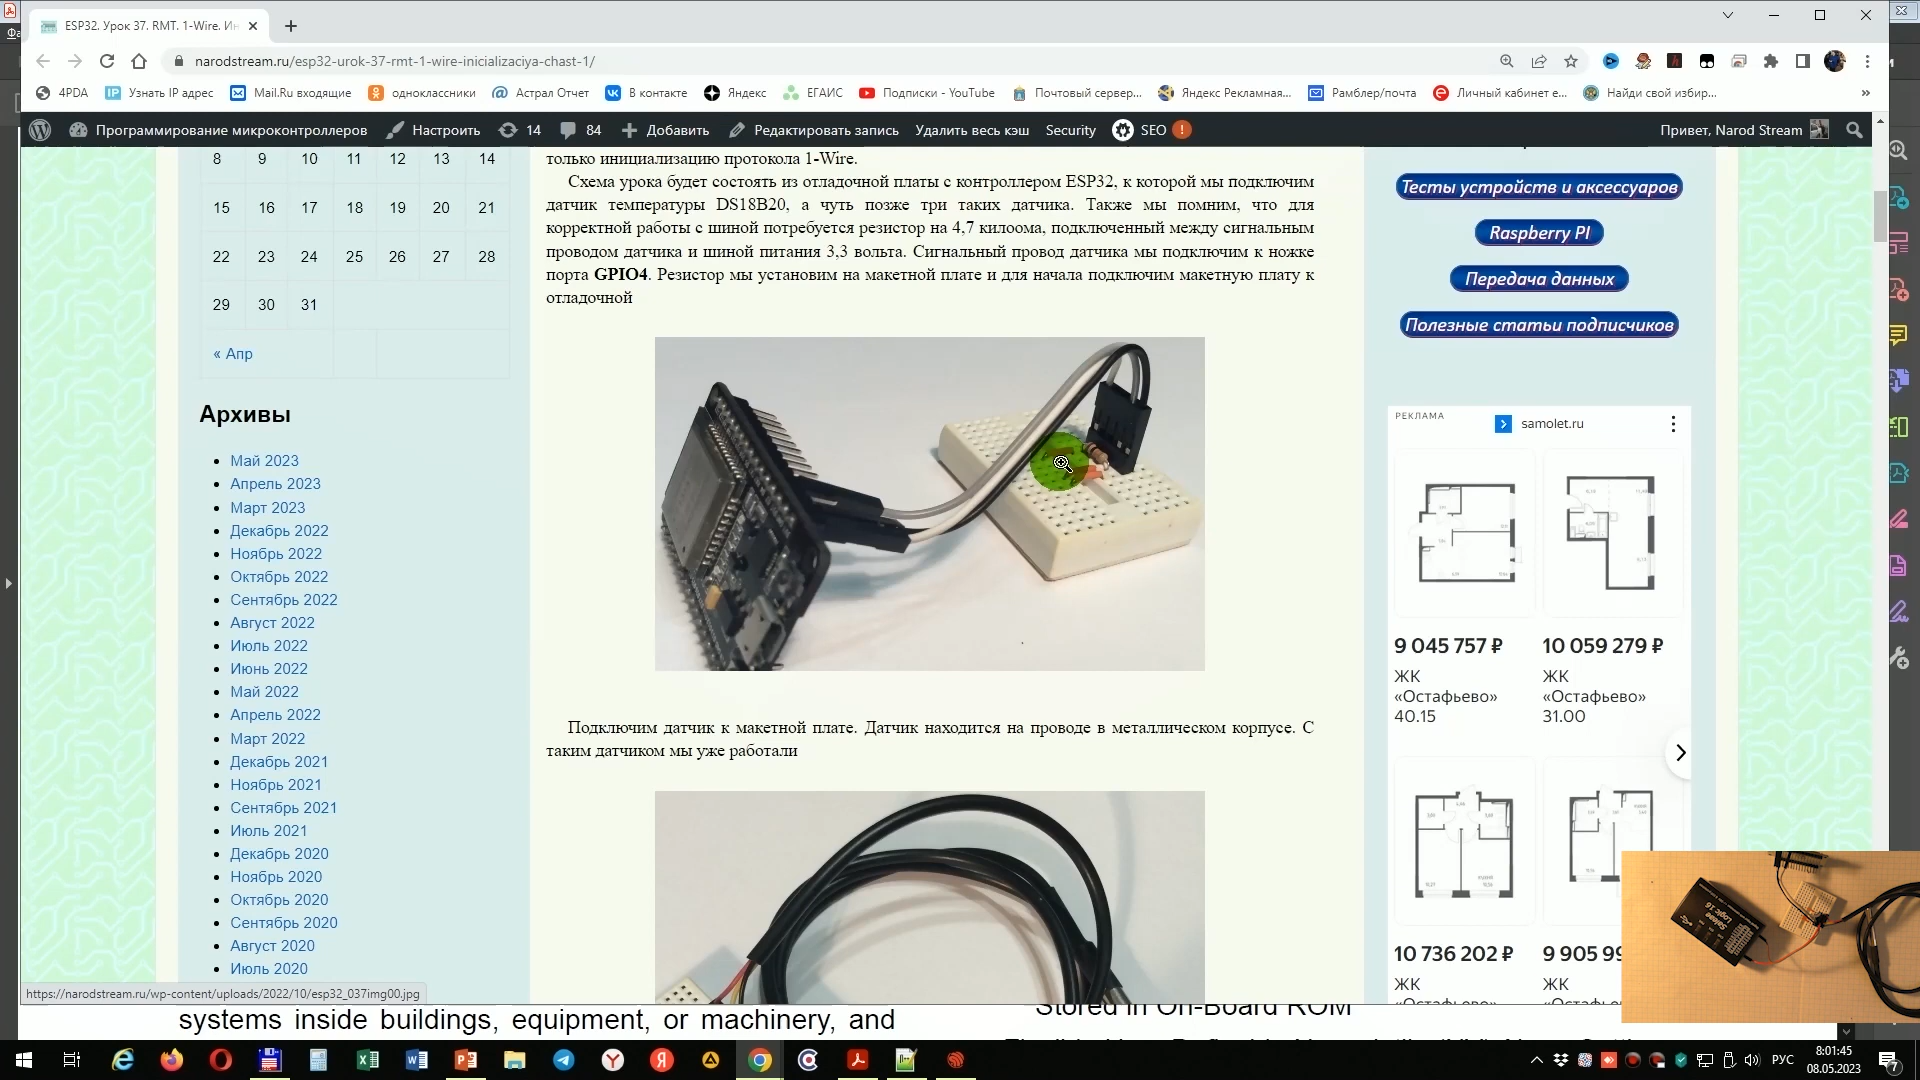 ESP32. Урок 37. RMT. 1-Wire. Ин
narodstream.ru/esp32-urok-37-rmt-1-wire-inicializaciya-chast-1/
4PDA
Узнать IP адрес
Mail.Ru входящие
одноклассники
Астрал Отчет
В контакте
Яндекс
ЕГАИС
Подписки - YouTube
Почтовый сервер...
Яндекс Рекламная...
Рамблер/почта
Личный кабинет е...
Найди свой избир...
»
Программирование микроконтроллеров
Настроить
14
84
Добавить
Редактировать запись
Удалить весь кэш
Security
SEO
!
Привет, Narod Stream
8 9 10 11 12 13 14
15 16 17 18 19 20 21
22 23 24 25 26 27 28
29 30 31
« Апр
Архивы
Май 2023
Апрель 2023
Март 2023
Декабрь 2022
Ноябрь 2022
Октябрь 2022
Сентябрь 2022
Август 2022
Июль 2022
Июнь 2022
Май 2022
Апрель 2022
Март 2022
Декабрь 2021
Ноябрь 2021
Сентябрь 2021
Июль 2021
Декабрь 2020
Ноябрь 2020
Октябрь 2020
Сентябрь 2020
Август 2020
Июль 2020
только инициализацию протокола 1-Wire.
Схема урока будет состоять из отладочной платы с контроллером ESP32, к которой мы подключим
датчик температуры DS18B20, а чуть позже три таких датчика. Также мы помним, что для
корректной работы с шиной потребуется резистор на 4,7 килоома, подключенный между сигнальным
проводом датчика и шиной питания 3,3 вольта. Сигнальный провод датчика мы подключим к ножке
порта GPIO4. Резистор мы установим на макетной плате и для начала подключим макетную плату к
отладочной
Подключим датчик к макетной плате. Датчик находится на проводе в металлическом корпусе. С
таким датчиком мы уже работали
Тесты устройств и аксессуаров
Raspberry PI
Передача данных
Полезные статьи подписчиков
РЕКЛАМА
samolet.ru
9 045 757 ₽
ЖК
«Остафьево»
40.15
10 059 279 ₽
ЖК
«Остафьево»
31.00
10 736 202 ₽
ЖК
9 905 99
ЖК
Saleae
Logic 16
https://narodstream.ru/wp-content/uploads/2022/10/esp32_037img00.jpg
systems inside buildings, equipment, or machinery, and
Stored in On-Board ROM
РУС
8:01:45
08.05.2023
7